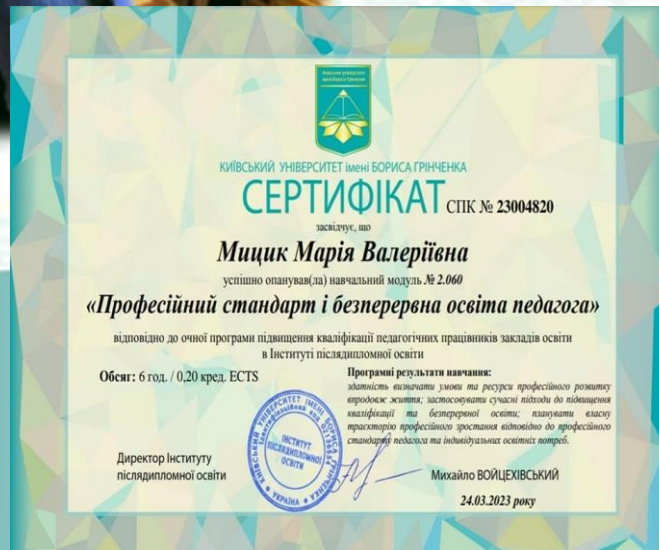 КИЇВСЬКИЙ УНІВЕРСИТЕТ імені БОРИСА ГРІНЧЕНКА
СЕРТИФІКАТ СПК № 23004820
засвідчує, що
Мицик Марія Валеріївна
успішно опанував(ла) навчальний модуль № 2.060
«Професійний стандарт і безперервна освіта педагога»
відповідно до очної програми підвищення кваліфікації педагогічних працівників закладів освіти
в Інституті післядипломної освіти
Обсяг: 6 год. / 0,20 кред. ECTS
Програмні результати навчання:
здатність визначати умови та ресурси професійного розвитку
впродовж життя; застосовувати сучасні підходи до підвищення
кваліфікації та безперервної освіти; планувати власну
траєкторію професійного зростання відповідно до професійного
стандарту педагога та індивідуальних освітніх потреб.
ІНСТИТУТ
ПІСЛЯДИПЛОМНОЇ
ОСВІТИ
УКРАЇНА
Директор Інституту
післядипломної освіти
Михайло ВОЙЦЕХІВСЬКИЙ
24.03.2023 року